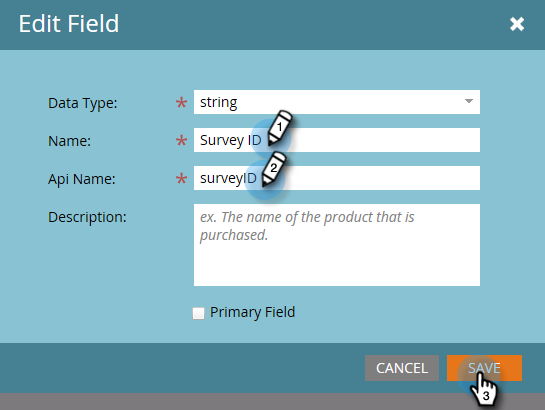 Edit Field
Data Type: * string
Name: * Survey ID 1
Api Name: * surveyID 2
Description: ex. The name of the product that is
purchased.
Primary Field
CANCEL SAVE
3